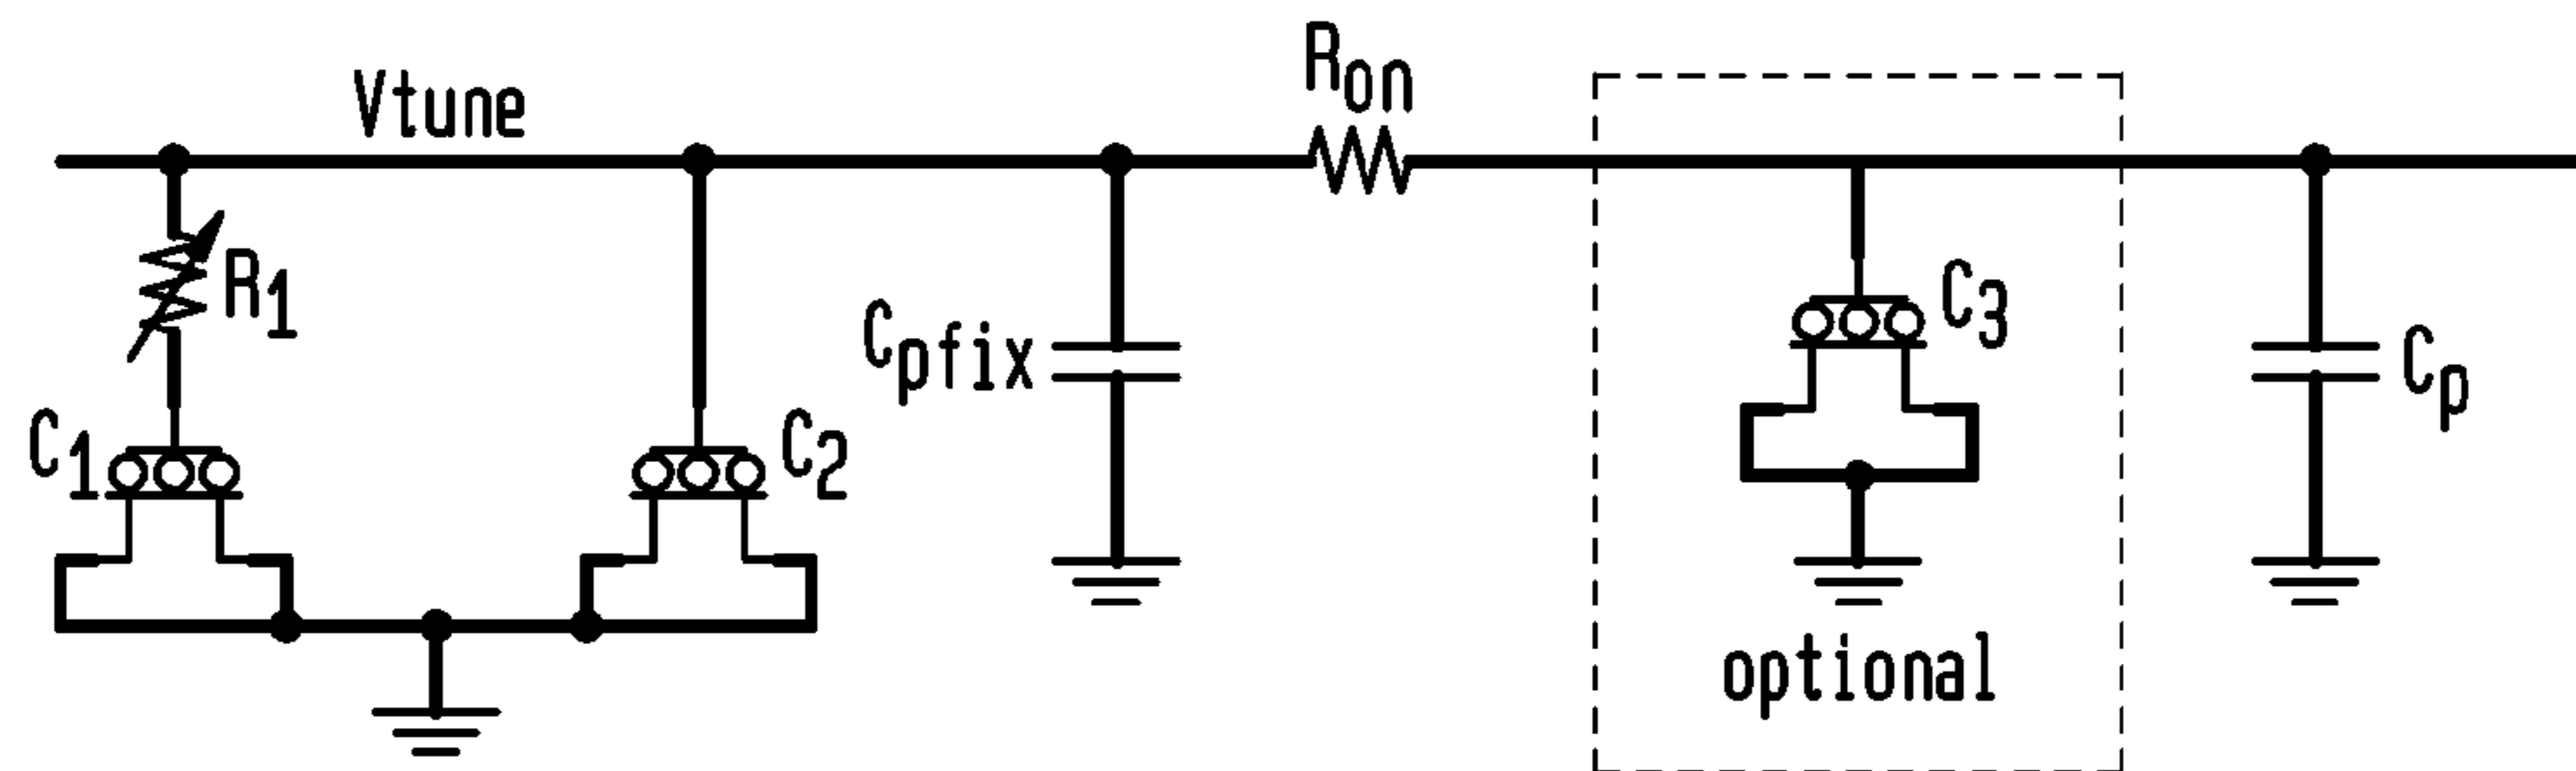 Vtune
Ron
R1
C1
C2
Cpfix
C3
Cp
optional